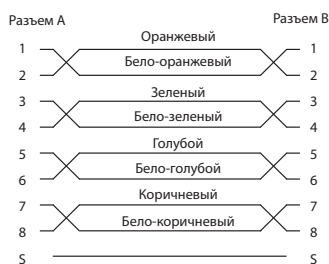 Разъем A Разъем B
Оранжевый
1 1
Бело-оранжевый
2 2
Зеленый
3 3
Бело-зеленый
4 4
Голубой
5 5
Бело-голубой
6 6
Коричневый
7 7
Бело-коричневый
8 8
S S